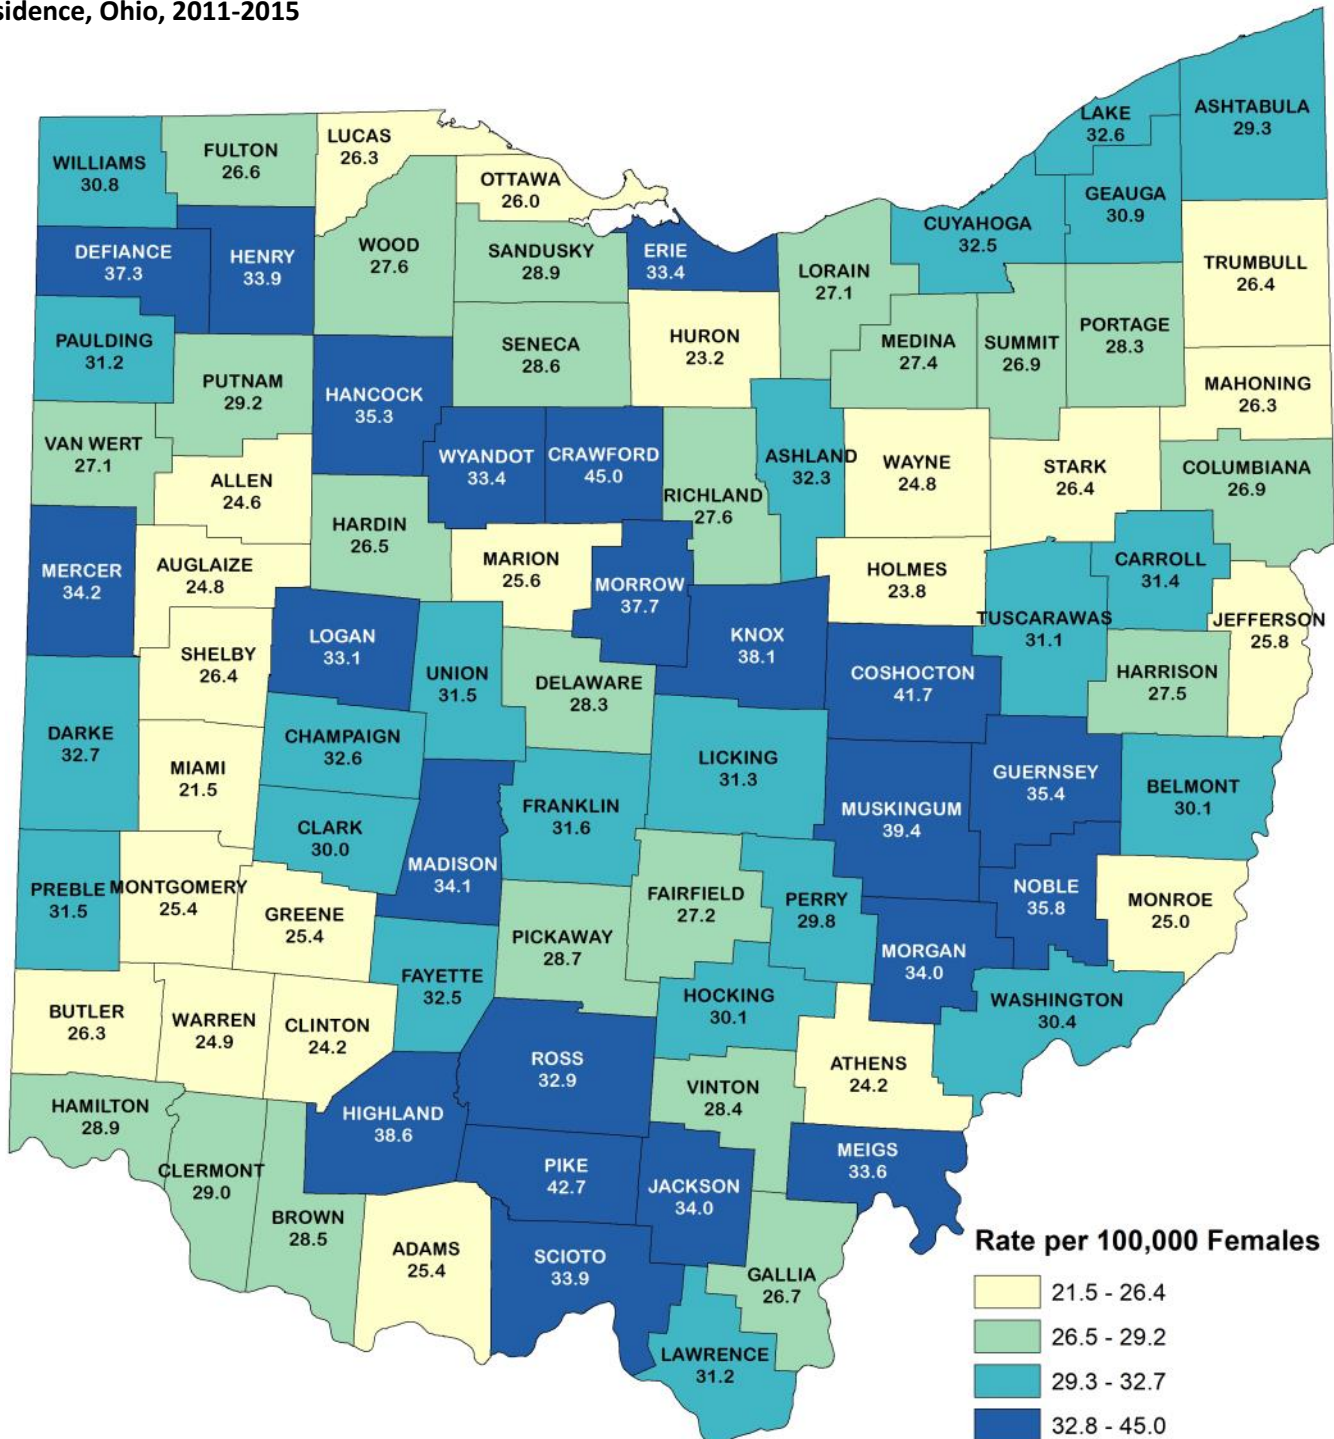 sidence, Ohio, 2011-2015
LAKE
32.6
ASHTABULA
29.3
LUCAS
26.3
FULTON
26.6
WILLIAMS
30.8
OTTAWA
26.0
GEAUGA
30.9
CUYAHOGA
32.5
DEFIANCE
37.3
HENRY
33.9
WOOD
27.6
SANDUSKY
28.9
ERIE
33.4
LORAIN
27.1
TRUMBULL
26.4
PAULDING
31.2
SENECA
28.6
HURON
23.2
MEDINA
27.4
SUMMIT
26.9
PORTAGE
28.3
PUTNAM
29.2
HANCOCK
35.3
MAHONING
26.3
VAN WERT
27.1
ALLEN
24.6
WYANDOT
33.4
CRAWFORD
45.0
RICHLAND
27.6
ASHLAND
32.3
WAYNE
24.8
STARK
26.4
COLUMBIANA
26.9
HARDIN
26.5
MERCER
34.2
AUGLAIZE
24.8
MARION
25.6
MORROW
37.7
HOLMES
23.8
CARROLL
31.4
TUSCARAWAS
31.1
JEFFERSON
25.8
LOGAN
33.1
KNOX
38.1
SHELBY
26.4
UNION
31.5
DELAWARE
28.3
COSHOCTON
41.7
HARRISON
27.5
DARKE
32.7
CHAMPAIGN
32.6
MIAMI
21.5
LICKING
31.3
GUERNSEY
35.4
BELMONT
30.1
CLARK
30.0
FRANKLIN
31.6
MUSKINGUM
39.4
MADISON
34.1
PREBLE
31.5
MONTGOMERY
25.4
GREENE
25.4
FAIRFIELD
27.2
PERRY
29.8
NOBLE
35.8
MONROE
25.0
PICKAWAY
28.7
MORGAN
34.0
FAYETTE
32.5
HOCKING
30.1
WASHINGTON
30.4
BUTLER
26.3
WARREN
24.9
CLINTON
24.2
ROSS
32.9
ATHENS
24.2
VINTON
28.4
HAMILTON
28.9
HIGHLAND
38.6
MEIGS
33.6
CLERMONT
29.0
PIKE
42.7
JACKSON
34.0
BROWN
28.5
ADAMS
25.4
SCIOTO
33.9
GALLIA
26.7
LAWRENCE
31.2
Rate per 100,000 Females
21.5 - 26.4
26.5 - 29.2
29.3 - 32.7
32.8 - 45.0